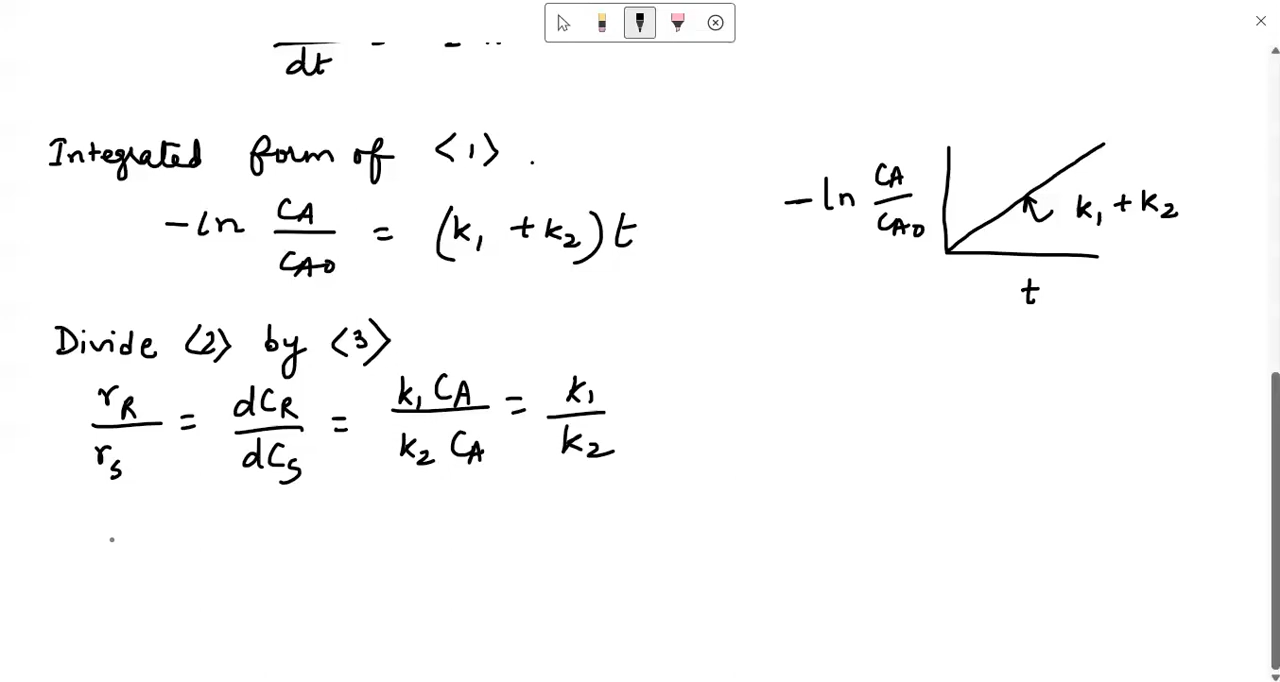 dt
Integrated form of <1> .
-ln CA/CA0 = (k1 + k2) t
-ln CA/CA0
k1 + k2
t
Divide <2> by <3>
rR/rS = dCR/dCS = k1 CA/k2 CA = k1/k2